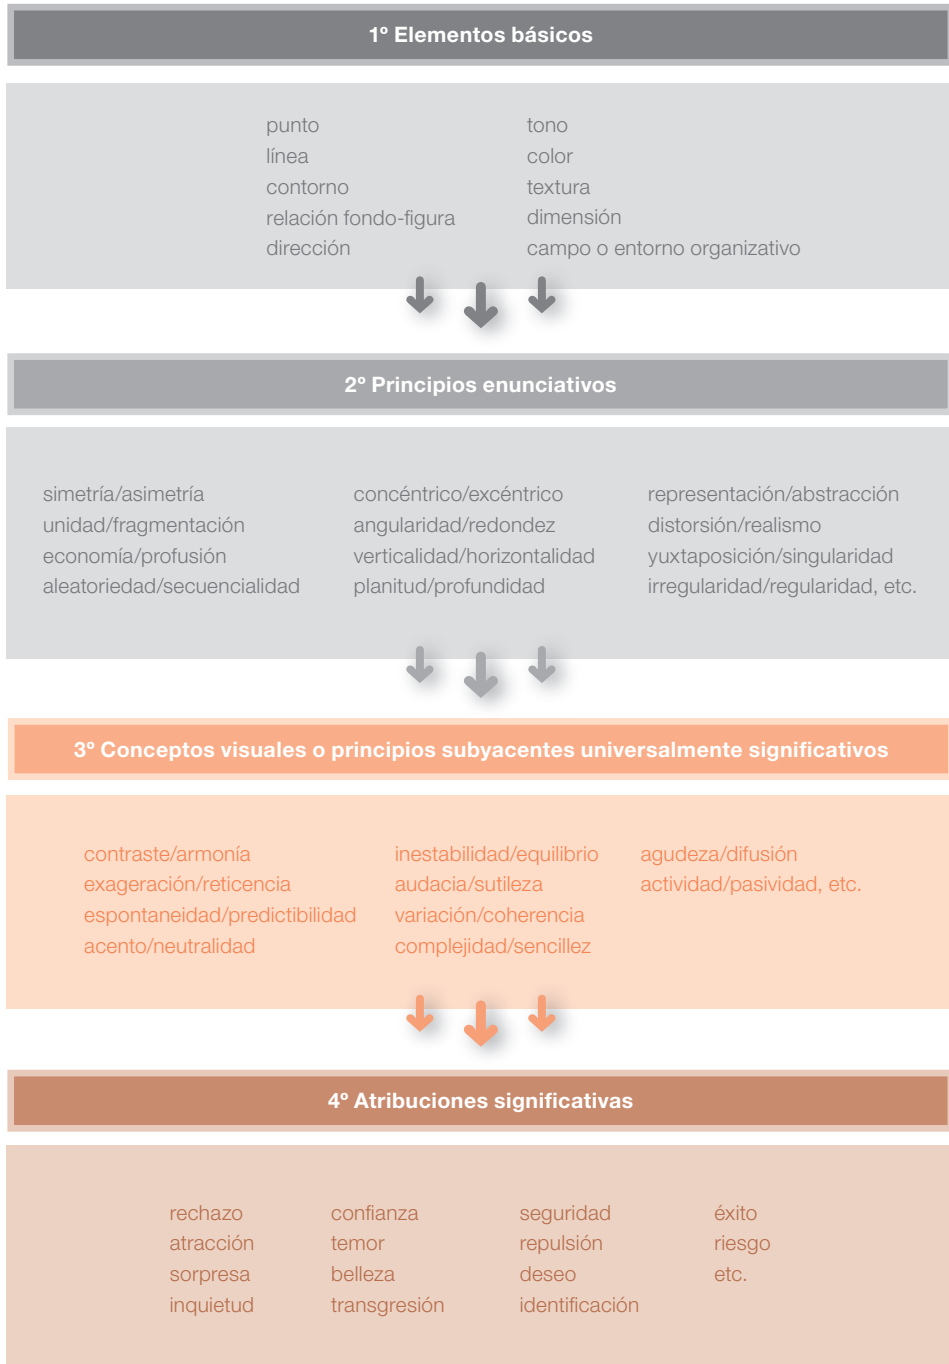 1º Elementos básicos
punto
línea
contorno
relación fondo-figura
dirección
tono
color
textura
dimensión
campo o entorno organizativo
2º Principios enunciativos
simetría/asimetría
unidad/fragmentación
economía/profusión
aleatoriedad/secuencialidad
concéntrico/excéntrico
angularidad/redondez
verticalidad/horizontalidad
planitud/profundidad
representación/abstracción
distorsión/realismo
yuxtaposición/singularidad
irregularidad/regularidad, etc.
3º Conceptos visuales o principios subyacentes universalmente significativos
contraste/armonía
exageración/reticencia
espontaneidad/predictibilidad
acento/neutralidad
inestabilidad/equilibrio
audacia/sutileza
variación/coherencia
complejidad/sencillez
agudeza/difusión
actividad/pasividad, etc.
4º Atribuciones significativas
rechazo
atracción
sorpresa
inquietud
confianza
temor
belleza
transgresión
seguridad
repulsión
deseo
identificación
éxito
riesgo
etc.